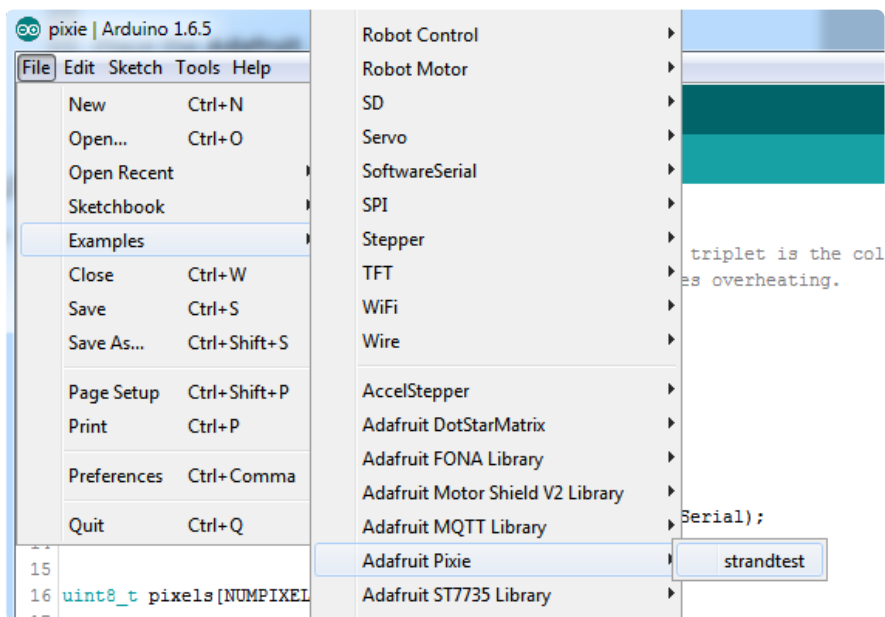 pixie | Arduino 1.6.5
File Edit Sketch Tools Help
New Ctrl+N
Open... Ctrl+O
Open Recent
Sketchbook
Examples
Close Ctrl+W
Save Ctrl+S
Save As... Ctrl+Shift+S
Page Setup Ctrl+Shift+P
Print Ctrl+P
Preferences Ctrl+Comma
Quit Ctrl+Q
Robot Control
Robot Motor
SD
Servo
SoftwareSerial
SPI
Stepper
TFT
WiFi
Wire
AccelStepper
Adafruit DotStarMatrix
Adafruit FONA Library
Adafruit Motor Shield V2 Library
Adafruit MQTT Library
Adafruit Pixie
Adafruit ST7735 Library
strandtest
triplet is the col
es overheating.
Serial);
15
16 uint8_t pixels[NUMPIXEL